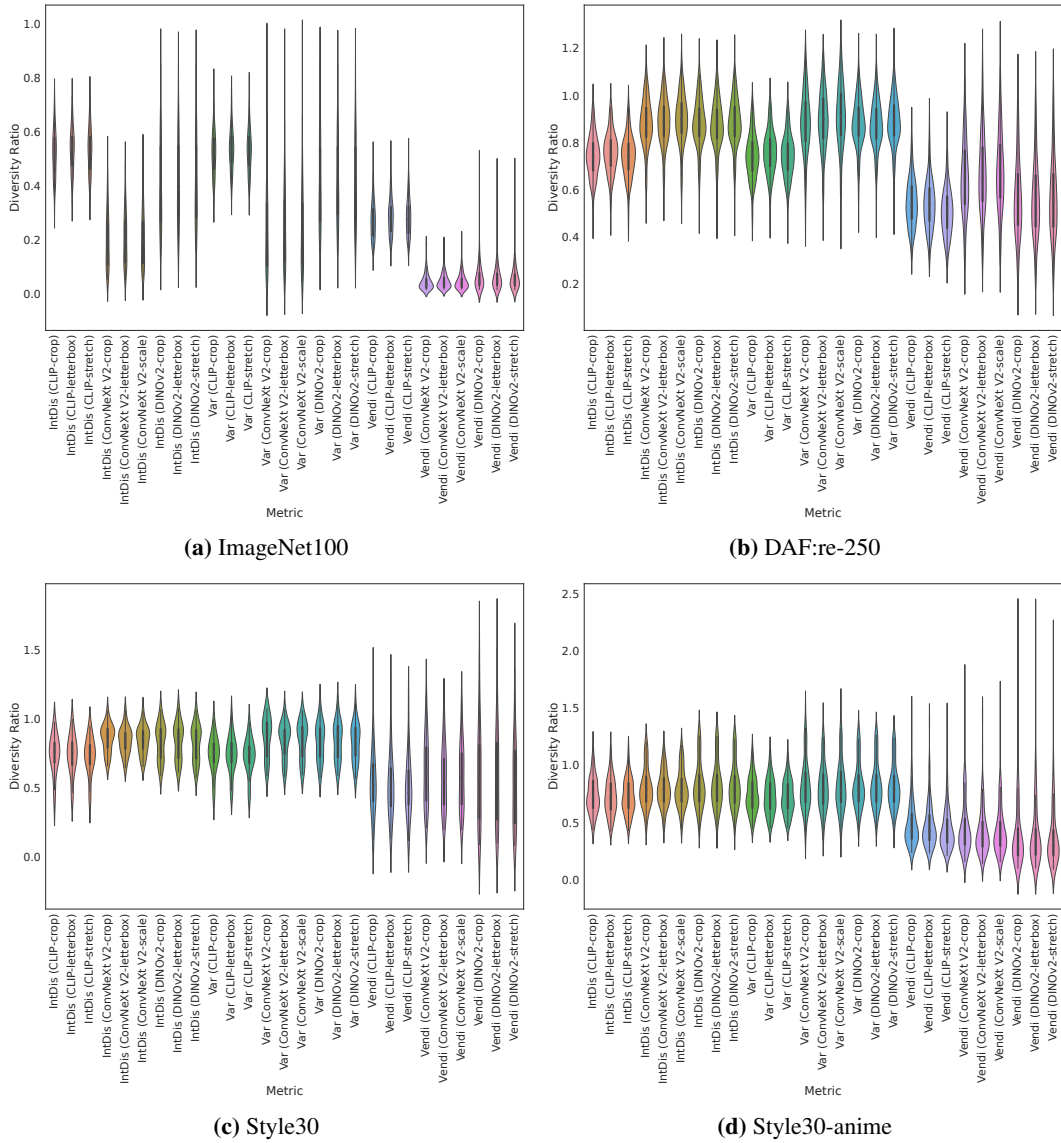 1.0
0.8
0.6
0.4
0.2
0.0
Diversity Ratio
IntDis (CLIP-crop)
IntDis (CLIP-letterbox)
IntDis (CLIP-stretch)
IntDis (ConvNeXt V2-crop)
IntDis (ConvNeXt V2-letterbox)
IntDis (ConvNeXt V2-scale)
IntDis (DINOv2-crop)
IntDis (DINOv2-letterbox)
IntDis (DINOv2-stretch)
Var (CLIP-crop)
Var (CLIP-letterbox)
Var (CLIP-stretch)
Var (ConvNeXt V2-crop)
Var (ConvNeXt V2-letterbox)
Var (ConvNeXt V2-scale)
Var (DINOv2-crop)
Var (DINOv2-letterbox)
Var (DINOv2-stretch)
Vendi (CLIP-crop)
Vendi (CLIP-letterbox)
Vendi (CLIP-stretch)
Vendi (ConvNeXt V2-crop)
Vendi (ConvNeXt V2-letterbox)
Vendi (ConvNeXt V2-scale)
Vendi (DINOv2-crop)
Vendi (DINOv2-letterbox)
Vendi (DINOv2-stretch)
Metric
(a) ImageNet100
1.2
1.0
0.8
0.6
0.4
0.2
Diversity Ratio
IntDis (CLIP-crop)
IntDis (CLIP-letterbox)
IntDis (CLIP-stretch)
IntDis (ConvNeXt V2-crop)
IntDis (ConvNeXt V2-letterbox)
IntDis (ConvNeXt V2-scale)
IntDis (DINOv2-crop)
IntDis (DINOv2-letterbox)
IntDis (DINOv2-stretch)
Var (CLIP-crop)
Var (CLIP-letterbox)
Var (CLIP-stretch)
Var (ConvNeXt V2-crop)
Var (ConvNeXt V2-letterbox)
Var (ConvNeXt V2-scale)
Var (DINOv2-crop)
Var (DINOv2-letterbox)
Var (DINOv2-stretch)
Vendi (CLIP-crop)
Vendi (CLIP-letterbox)
Vendi (CLIP-stretch)
Vendi (ConvNeXt V2-crop)
Vendi (ConvNeXt V2-letterbox)
Vendi (ConvNeXt V2-scale)
Vendi (DINOv2-crop)
Vendi (DINOv2-letterbox)
Vendi (DINOv2-stretch)
Metric
(b) DAF:re-250
1.5
1.0
0.5
0.0
Diversity Ratio
IntDis (CLIP-crop)
IntDis (CLIP-letterbox)
IntDis (CLIP-stretch)
IntDis (ConvNeXt V2-crop)
IntDis (ConvNeXt V2-letterbox)
IntDis (ConvNeXt V2-scale)
IntDis (DINOv2-crop)
IntDis (DINOv2-letterbox)
IntDis (DINOv2-stretch)
Var (CLIP-crop)
Var (CLIP-letterbox)
Var (CLIP-stretch)
Var (ConvNeXt V2-crop)
Var (ConvNeXt V2-letterbox)
Var (ConvNeXt V2-scale)
Var (DINOv2-crop)
Var (DINOv2-letterbox)
Var (DINOv2-stretch)
Vendi (CLIP-crop)
Vendi (CLIP-letterbox)
Vendi (CLIP-stretch)
Vendi (ConvNeXt V2-crop)
Vendi (ConvNeXt V2-letterbox)
Vendi (ConvNeXt V2-scale)
Vendi (DINOv2-crop)
Vendi (DINOv2-letterbox)
Vendi (DINOv2-stretch)
Metric
(c) Style30
2.5
2.0
1.5
1.0
0.5
0.0
Diversity Ratio
IntDis (CLIP-crop)
IntDis (CLIP-letterbox)
IntDis (CLIP-stretch)
IntDis (ConvNeXt V2-crop)
IntDis (ConvNeXt V2-letterbox)
IntDis (ConvNeXt V2-scale)
IntDis (DINOv2-crop)
IntDis (DINOv2-letterbox)
IntDis (DINOv2-stretch)
Var (CLIP-crop)
Var (CLIP-letterbox)
Var (CLIP-stretch)
Var (ConvNeXt V2-crop)
Var (ConvNeXt V2-letterbox)
Var (ConvNeXt V2-scale)
Var (DINOv2-crop)
Var (DINOv2-letterbox)
Var (DINOv2-stretch)
Vendi (CLIP-crop)
Vendi (CLIP-letterbox)
Vendi (CLIP-stretch)
Vendi (ConvNeXt V2-crop)
Vendi (ConvNeXt V2-letterbox)
Vendi (ConvNeXt V2-scale)
Vendi (DINOv2-crop)
Vendi (DINOv2-letterbox)
Vendi (DINOv2-stretch)
Metric
(d) Style30-anime